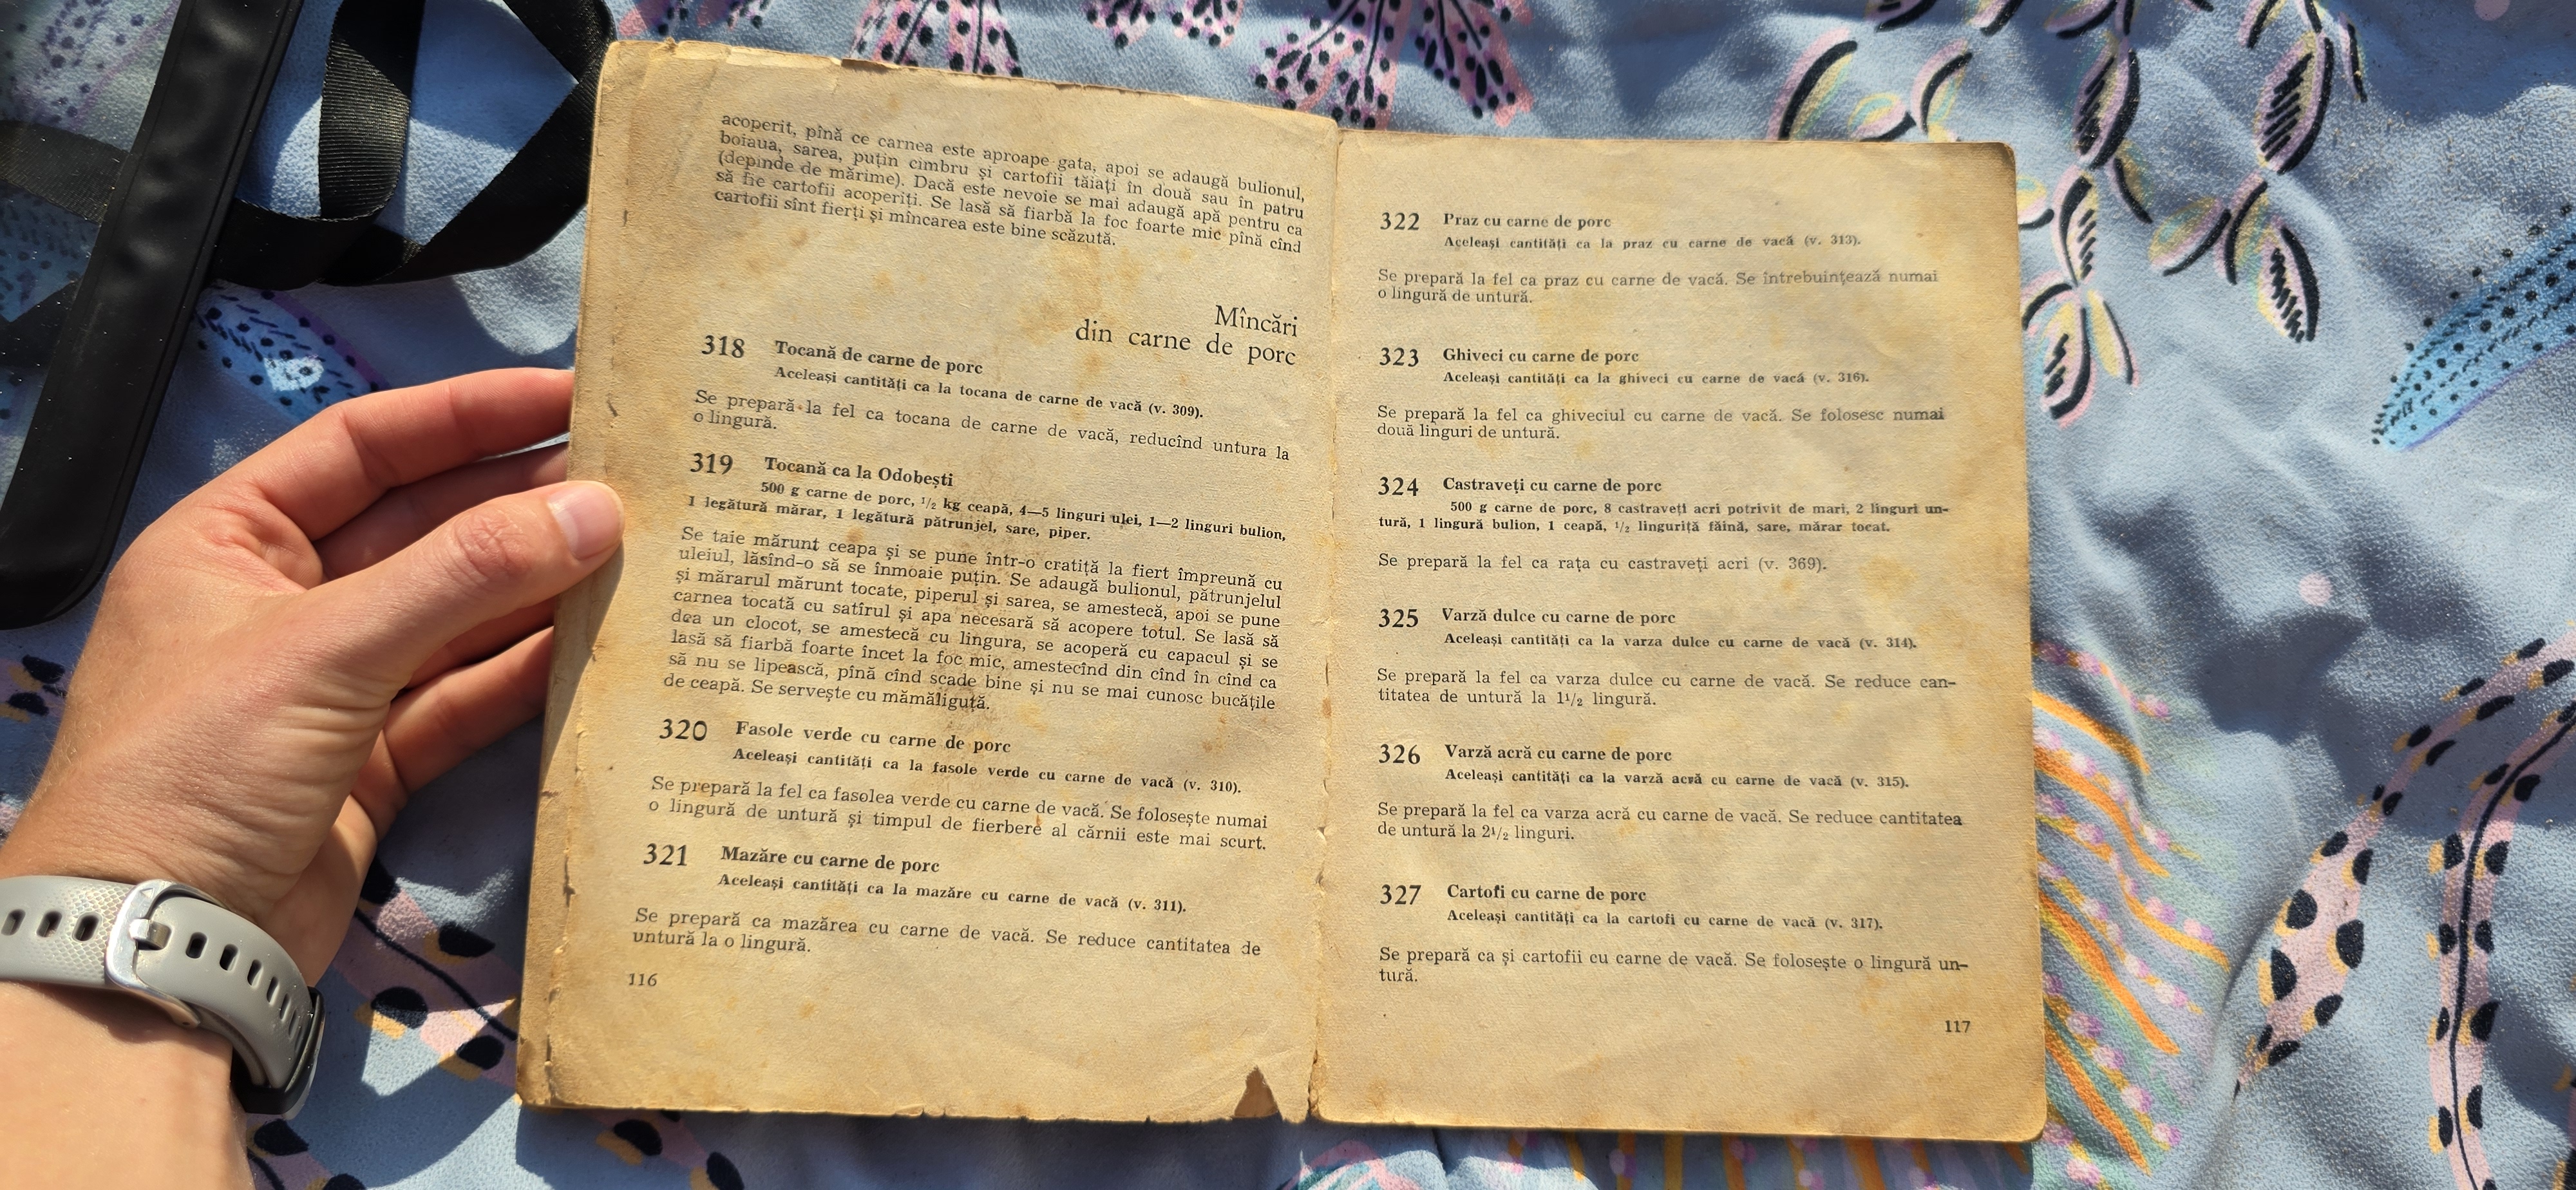 acoperit, pînă ce carnea este aproape gata, apoi se adaugă bulionul,
boiaua, sarea, puțin cimbru și cartofii tăiați în două sau în patru
(depinde de mărime). Dacă este nevoie se mai adaugă apă pentru ca
să fie cartofii acoperiți. Se lasă să fiarbă la foc foarte mic pînă cînd
cartofii sînt fierți și mîncarea este bine scăzută.
Mîncări
din carne de porc
318 Tocană de carne de porc
Aceleași cantități ca la tocana de carne de vacă (v. 309).
Se prepară la fel ca tocana de carne de vacă, reducînd untura la
o lingură.
319 Tocană ca la Odobești
500 g carne de porc, 1/2 kg ceapă, 4—5 linguri ulei, 1—2 linguri bulion,
1 legătură mărar, 1 legătură pătrunjel, sare, piper.
Se taie mărunt ceapa și se pune într-o cratiță la fiert împreună cu
uleiul, lăsînd-o să se înmoaie puțin. Se adaugă bulionul, pătrunjelul
și mărarul mărunt tocate, piperul și sarea, se amestecă, apoi se pune
carnea tocată cu satîrul și apa necesară să acopere totul. Se lasă să
dea un clocot, se amestecă cu lingura, se acoperă cu capacul și se
lasă să fiarbă foarte încet la foc mic, amestecînd din cînd în cînd ca
să nu se lipească, pînă cînd scade bine și nu se mai cunosc bucățile
de ceapă. Se servește cu mămăliguță.
320 Fasole verde cu carne de porc
Aceleași cantități ca la fasole verde cu carne de vacă (v. 310).
Se prepară la fel ca fasolea verde cu carne de vacă. Se folosește numai
o lingură de untură și timpul de fierbere al cărnii este mai scurt.
321 Mazăre cu carne de porc
Aceleași cantități ca la mazăre cu carne de vacă (v. 311).
Se prepară ca mazărea cu carne de vacă. Se reduce cantitatea de
untură la o lingură.
116
322 Praz cu carne de porc
Aceleași cantități ca la praz cu carne de vacă (v. 313).
Se prepară la fel ca praz cu carne de vacă. Se întrebuințează numai
o lingură de untură.
323 Ghiveci cu carne de porc
Aceleași cantități ca la ghiveci cu carne de vacă (v. 316).
Se prepară la fel ca ghiveciul cu carne de vacă. Se folosesc numai
două linguri de untură.
324 Castraveți cu carne de porc
500 g carne de porc, 8 castraveți acri potrivit de mari, 2 linguri un-
tură, 1 lingură bulion, 1 ceapă, 1/2 linguriță făină, sare, mărar tocat.
Se prepară la fel ca rața cu castraveți acri (v. 369).
325 Varză dulce cu carne de porc
Aceleași cantități ca la varza dulce cu carne de vacă (v. 314).
Se prepară la fel ca varza dulce cu carne de vacă. Se reduce can-
titatea de untură la 1 1/2 lingură.
326 Varză acră cu carne de porc
Aceleași cantități ca la varză acră cu carne de vacă (v. 315).
Se prepară la fel ca varza acră cu carne de vacă. Se reduce cantitatea
de untură la 2 1/2 linguri.
327 Cartofi cu carne de porc
Aceleași cantități ca la cartofi cu carne de vacă (v. 317).
Se prepară ca și cartofii cu carne de vacă. Se folosește o lingură un-
tură.
117